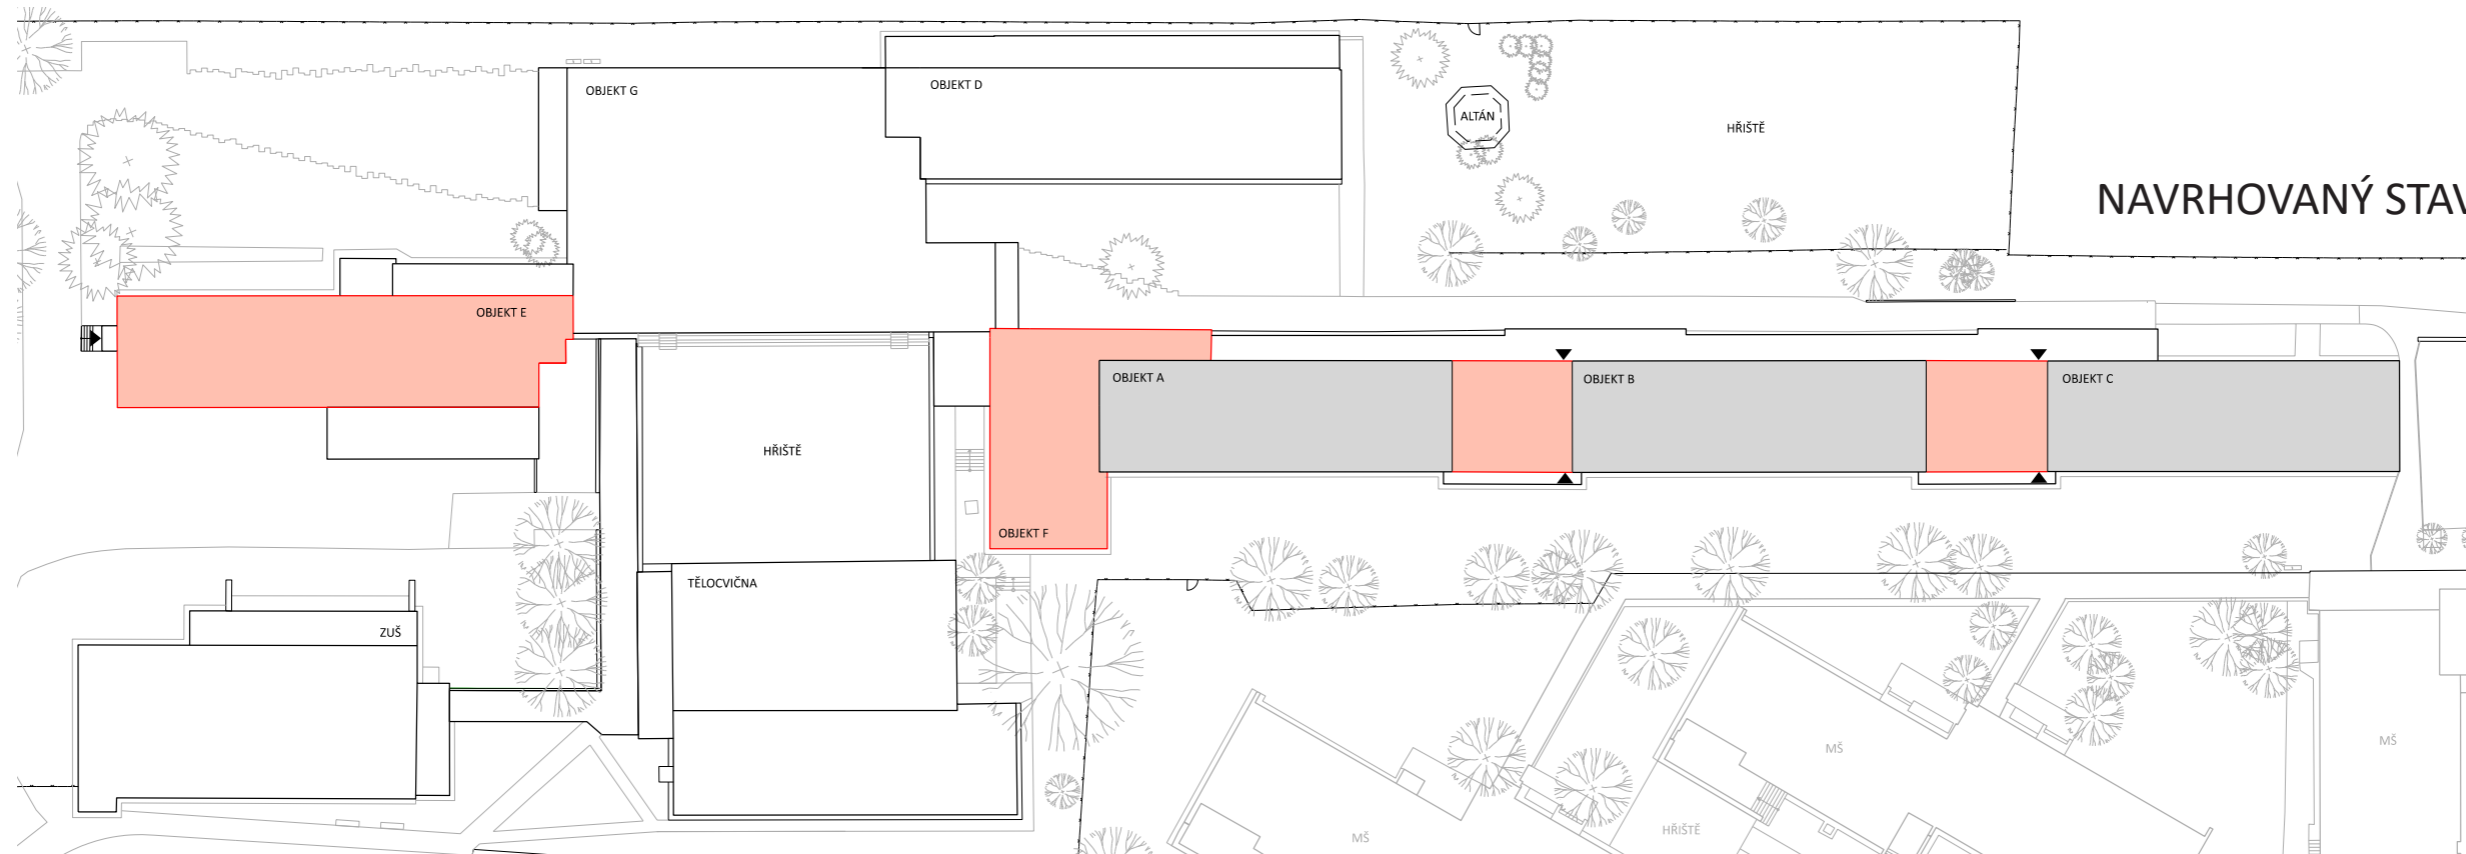 OBJEKT G
OBJEKT D
ALTÁN
HŘIŠTĚ
NAVRHOVANÝ STAV
OBJEKT E
OBJEKT A
OBJEKT B
OBJEKT C
HŘIŠTĚ
OBJEKT F
TĚLOCVIČNA
ZUŠ
MŠ
MŠ
HŘIŠTĚ
MŠ